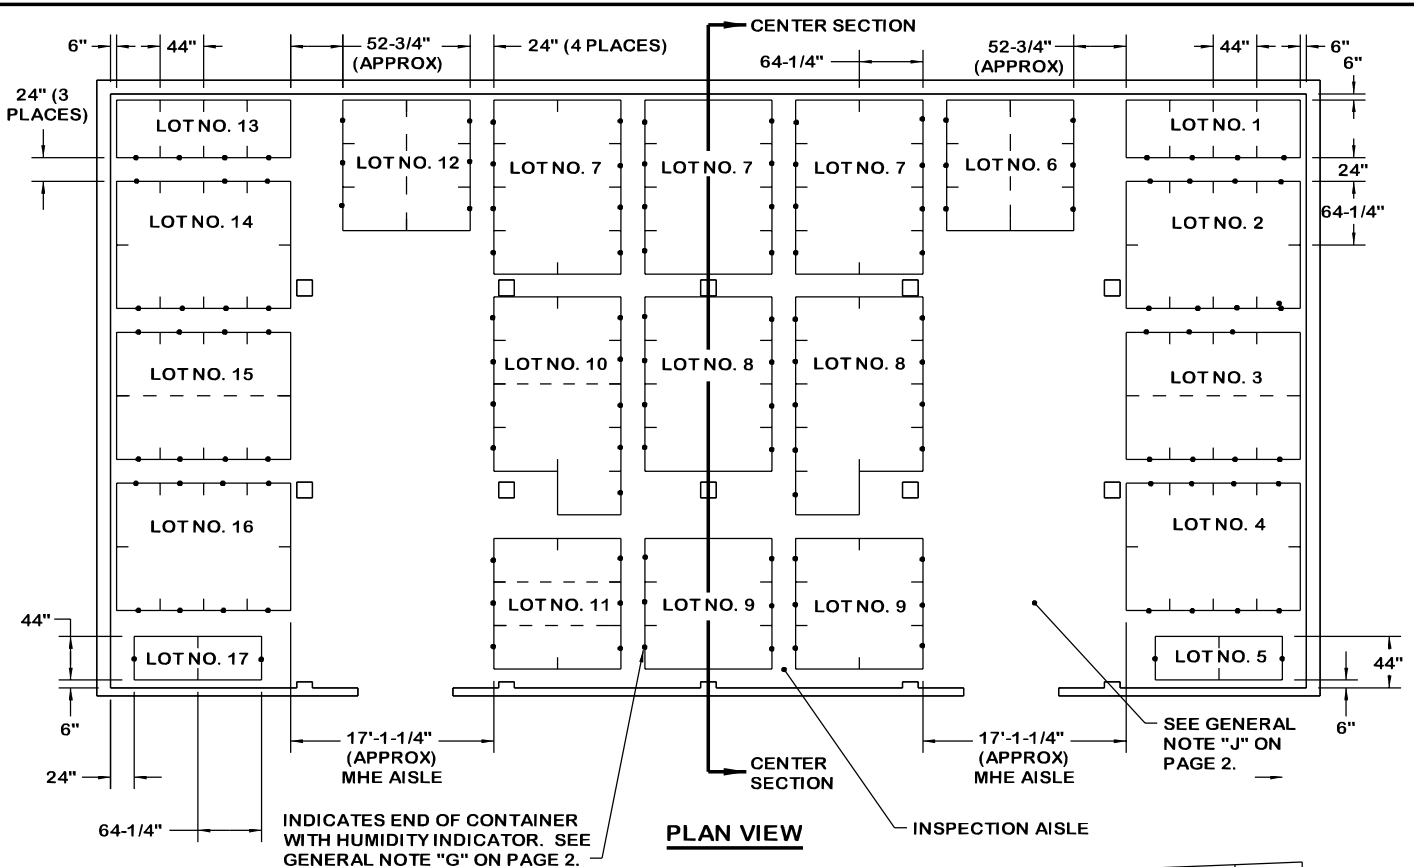 CENTER SECTION
6"
44"
52-3/4"
(APPROX)
24" (4 PLACES)
64-1/4"
52-3/4"
(APPROX)
44"
6"
6"
24" (3
PLACES)
LOT NO. 13
LOT NO. 12
LOT NO. 7
LOT NO. 7
LOT NO. 7
LOT NO. 6
LOT NO. 1
24"
LOT NO. 14
LOT NO. 2
64-1/4"
LOT NO. 15
LOT NO. 10
LOT NO. 8
LOT NO. 8
LOT NO. 3
LOT NO. 16
LOT NO. 4
LOT NO. 11
LOT NO. 9
LOT NO. 9
44"
LOT NO. 17
LOT NO. 5
44"
6"
6"
17'-1-1/4"
(APPROX)
MHE AISLE
17'-1-1/4"
(APPROX)
MHE AISLE
SEE GENERAL
NOTE "J" ON
PAGE 2.
24"
CENTER
SECTION
64-1/4"
INDICATES END OF CONTAINER
WITH HUMIDITY INDICATOR. SEE
GENERAL NOTE "G" ON PAGE 2.
PLAN VIEW
INSPECTION AISLE